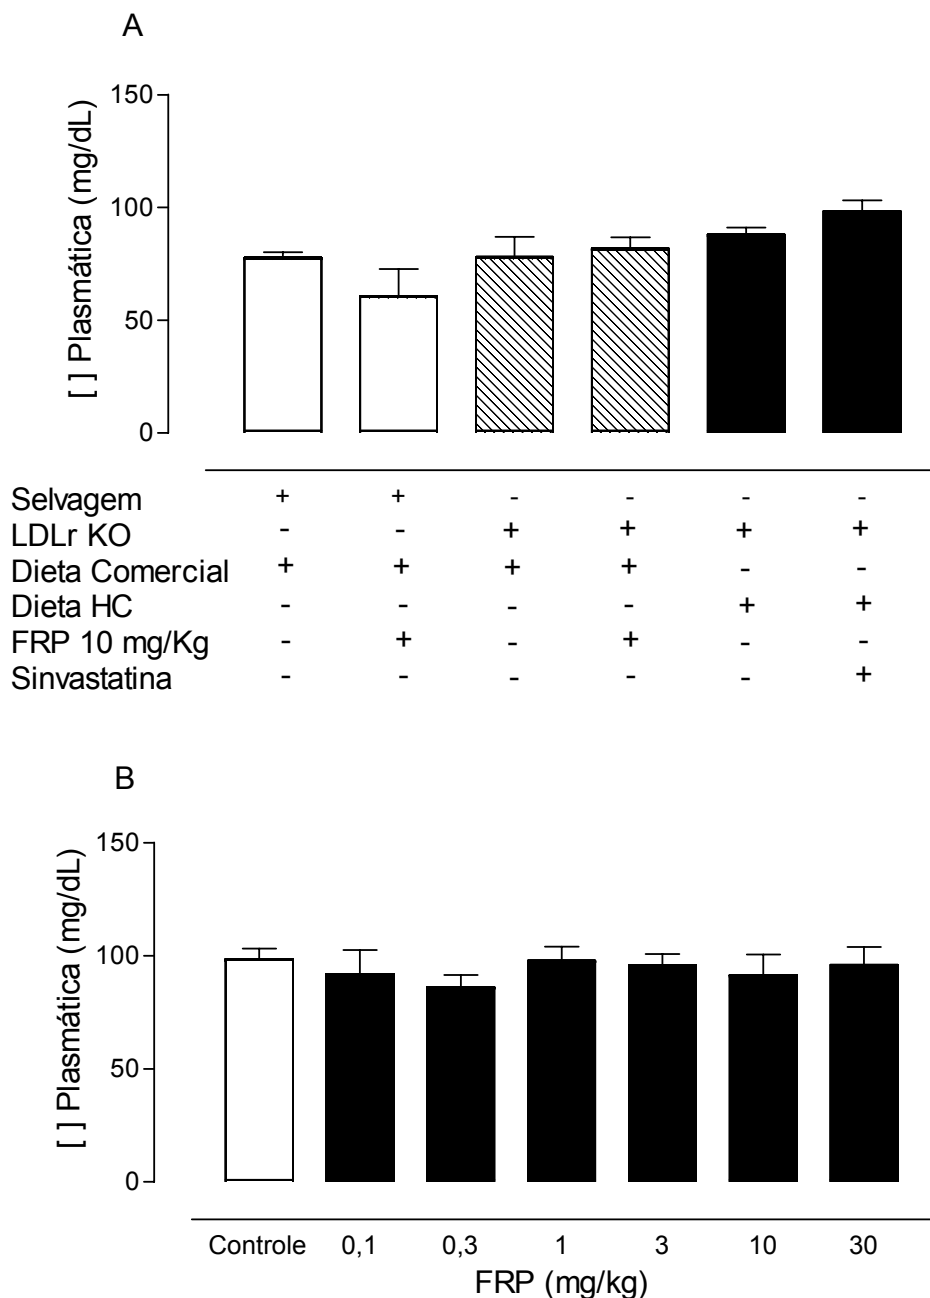 A
[ ] Plasmática (mg/dL)
150
100
50
0
Selvagem + + - - - -
LDLr KO - - + + + +
Dieta Comercial + + + + - -
Dieta HC - - - - + +
FRP 10 mg/Kg - + - + - -
Sinvastatina - - - - - +
B
[ ] Plasmática (mg/dL)
150
100
50
0
Controle 0,1 0,3 1 3 10 30
FRP (mg/kg)